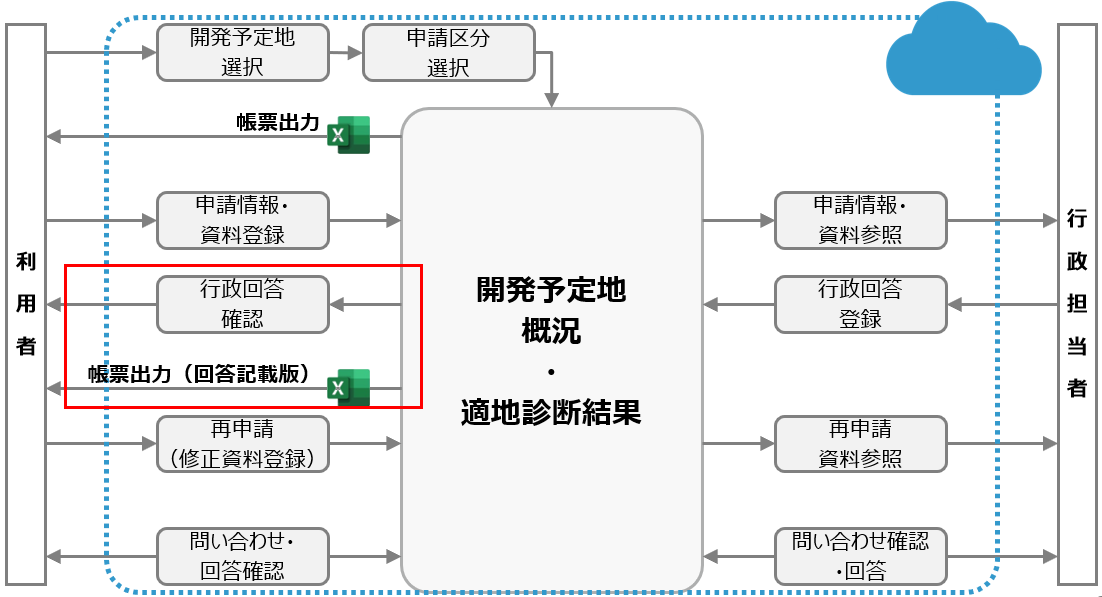 開発予定地
選択
申請区分
選択
帳票出力
X
申請情報・
資料登録
申請情報・
資料参照
利用者
行政担当者
行政回答
確認
開発予定地
概況
・
適地診断結果
行政回答
登録
帳票出力（回答記載版）
X
再申請
（修正資料登録）
再申請
資料参照
問い合わせ・
回答確認
問い合わせ確認
・回答